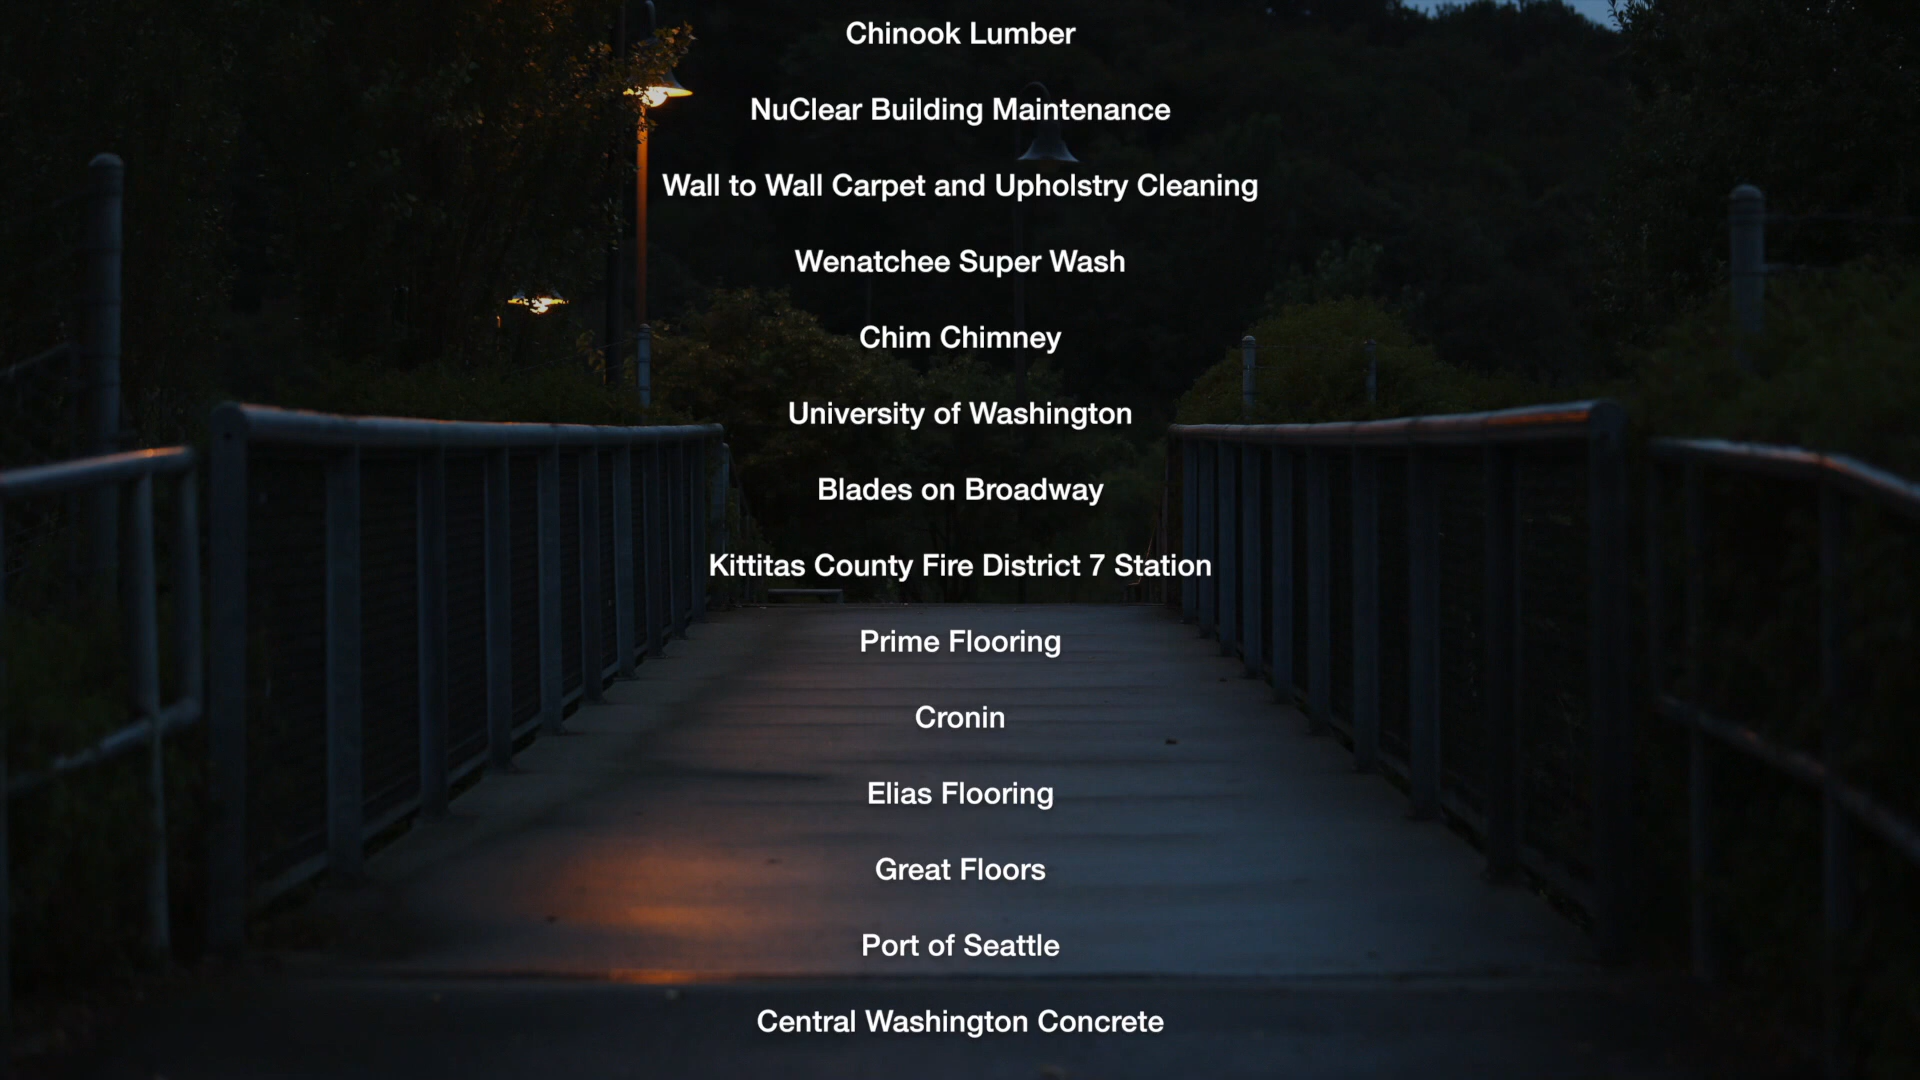 Chinook Lumber
NuClear Building Maintenance
Wall to Wall Carpet and Upholstry Cleaning
Wenatchee Super Wash
Chim Chimney
University of Washington
Blades on Broadway
Kittitas County Fire District 7 Station
Prime Flooring
Cronin
Elias Flooring
Great Floors
Port of Seattle
Central Washington Concrete